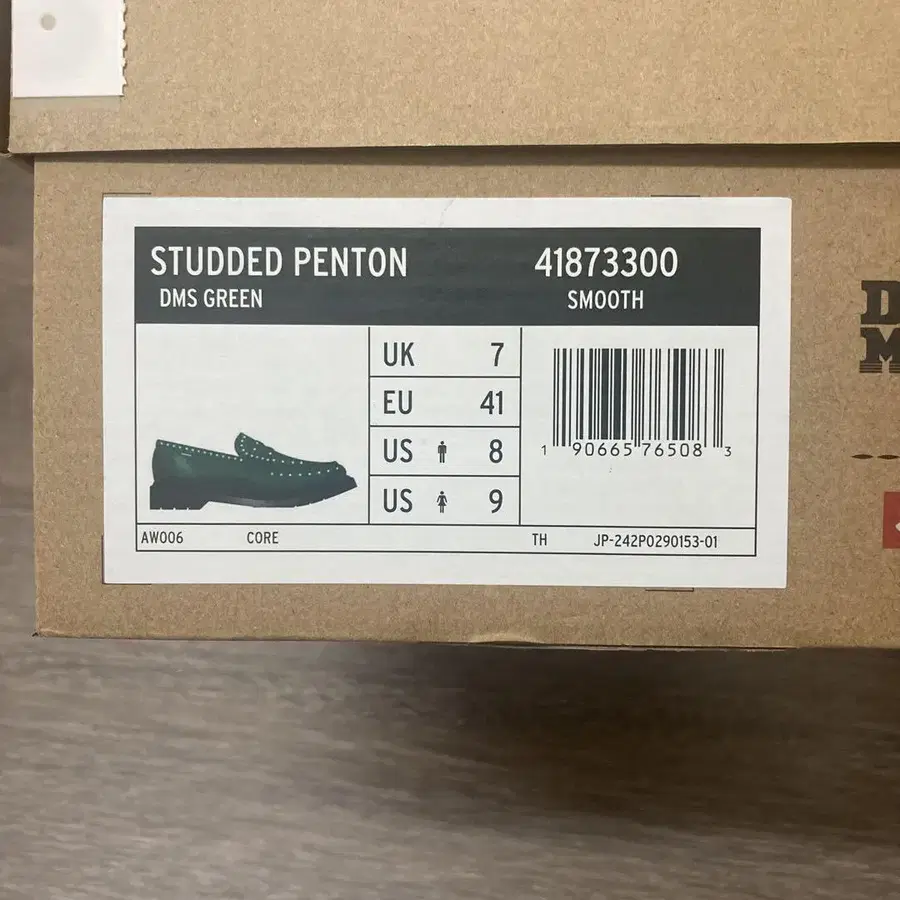 STUDDED PENTON 41873300
DMS GREEN SMOOTH
UK 7
EU 41
US 8
US 9
1 90665 76508 3
AW006 CORE TH JP-242P0290153-01
D
M